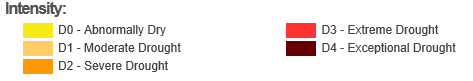 Intensity:
D0 - Abnormally Dry
D1 - Moderate Drought
D2 - Severe Drought
D3 - Extreme Drought
D4 - Exceptional Drought